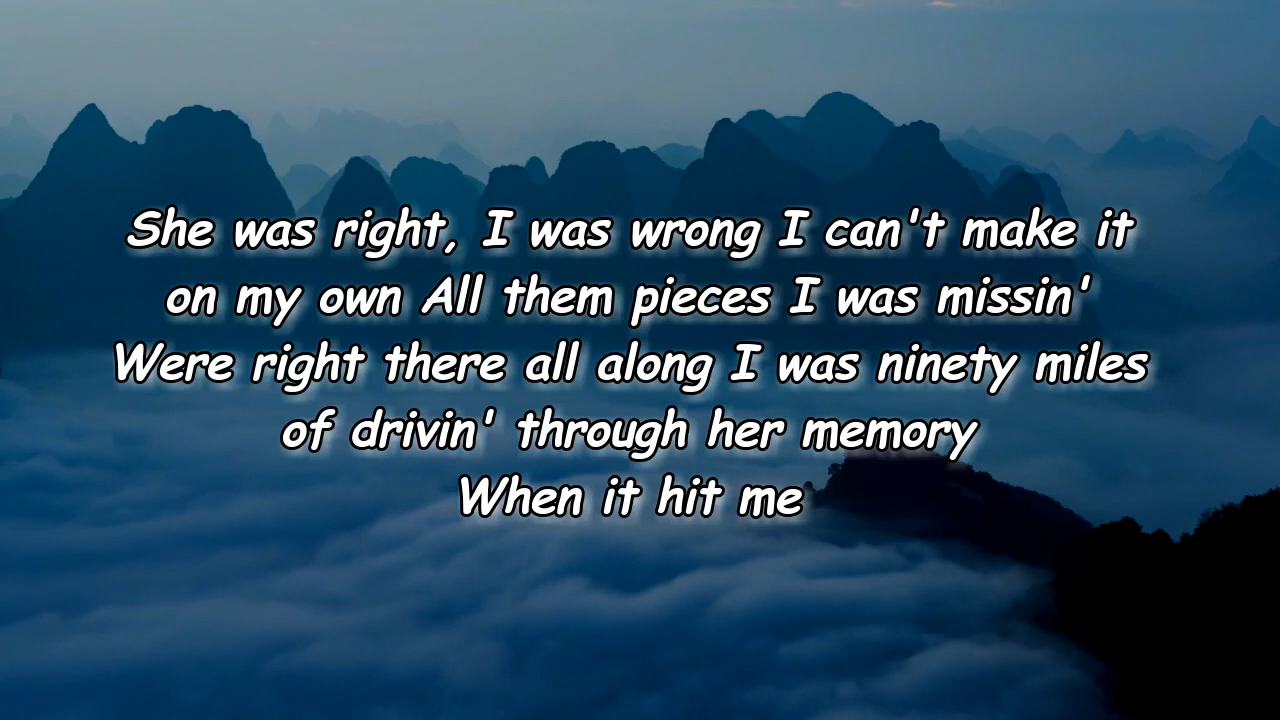 She was right, I was wrong I can't make it
on my own All them pieces I was missin'
Were right there all along I was ninety miles
of drivin' through her memory
When it hit me